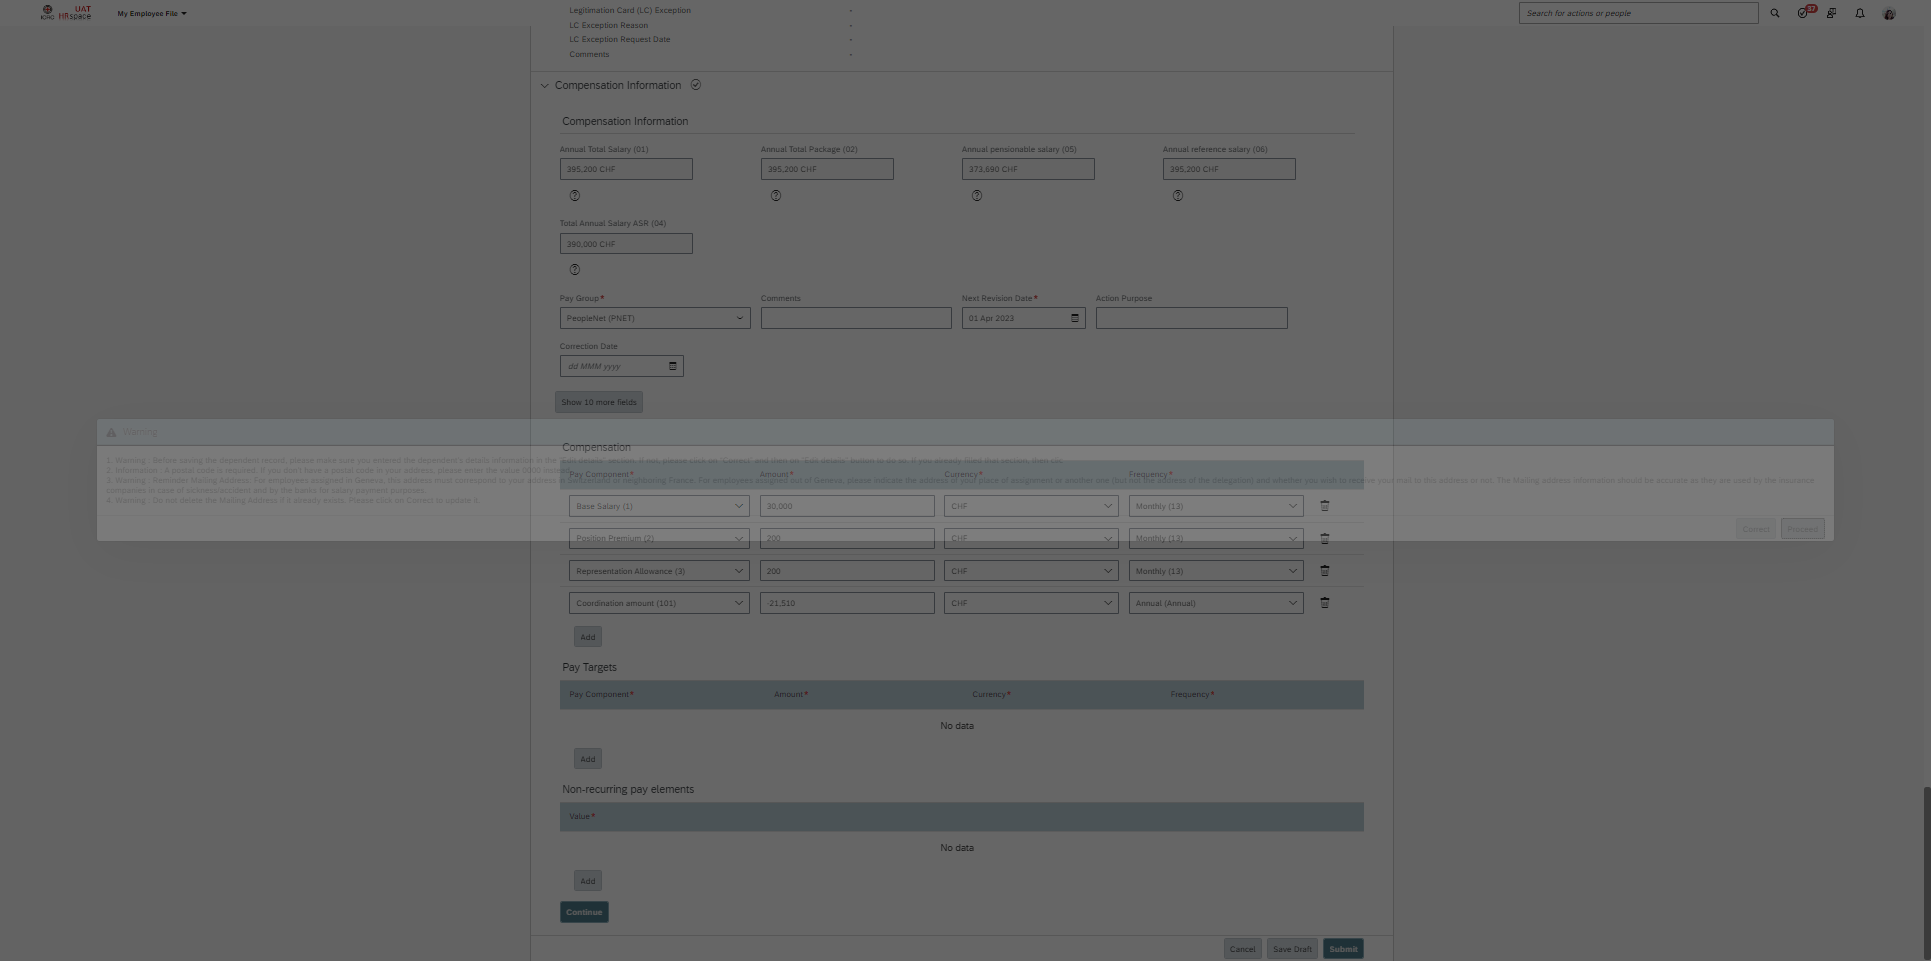 ICRC
UAT
HRspace
My Employee File
Search for actions or people
37
Legitimation Card (LC) Exception -
LC Exception Reason -
LC Exception Request Date -
Comments -
Compensation Information
Compensation Information
Annual Total Salary (01) Annual Total Package (02) Annual pensionable salary (05) Annual reference salary (06)
395,200 CHF 395,200 CHF 373,690 CHF 395,200 CHF
Total Annual Salary ASR (04)
390,000 CHF
Pay Group* Comments Next Revision Date* Action Purpose
PeopleNet (PNET) 01 Apr 2023
Correction Date
dd MMM yyyy
Show 10 more fields
Warning
1. Warning : Before saving the dependent record, please make sure you entered the dependent's details information in the "Edit details" section. If not, please click on "Correct" and then on "Edit details" button to do so. If you already filled that section, then
2. Information : A postal code is required. If you don't have a postal code in your address, please enter the value 0000 instead.
3. Warning : Reminder Mailing Address: For employees assigned in Geneva, this address must correspond to your address in Switzerland or neighboring France. For employees assigned out of Geneva, please indicate the address of your place of assignment or another one (but not the address of the delegation) and whether you wish to receive your mail to this address or not. The Mailing address information should be accurate as they are used by the insurance
companies in case of sickness/accident and by the banks for salary payment purposes.
4. Warning : Do not delete the Mailing Address if it already exists. Please click on Correct to update it.
Correct Proceed
Compensation
Pay Component* Amount* Currency* Frequency*
Base Salary (1) 30,000 CHF Monthly (13)
Position Premium (2) 200 CHF Monthly (13)
Representation Allowance (3) 200 CHF Monthly (13)
Coordination amount (101) -21,510 CHF Annual (Annual)
Add
Pay Targets
Pay Component* Amount* Currency* Frequency*
No data
Add
Non-recurring pay elements
Value*
No data
Add
Continue
Cancel Save Draft Submit